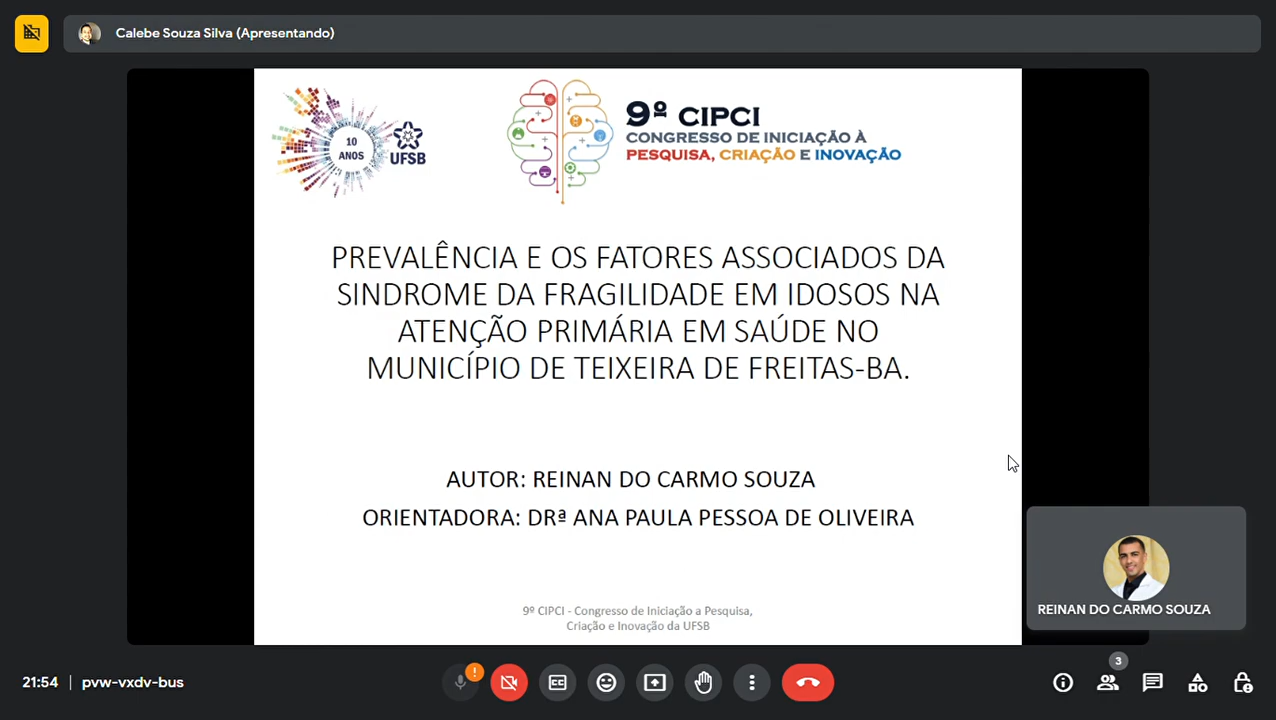 Calebe Souza Silva (Apresentando)
10
ANOS
UFSB
9º CIPCI
CONGRESSO DE INICIAÇÃO À
PESQUISA, CRIAÇÃO E INOVAÇÃO
PREVALÊNCIA E OS FATORES ASSOCIADOS DA
SINDROME DA FRAGILIDADE EM IDOSOS NA
ATENÇÃO PRIMÁRIA EM SAÚDE NO
MUNICÍPIO DE TEIXEIRA DE FREITAS-BA.
AUTOR: REINAN DO CARMO SOUZA
ORIENTADORA: DRª ANA PAULA PESSOA DE OLIVEIRA
9º CIPCI - Congresso de Iniciação a Pesquisa,
Criação e Inovação da UFSB
REINAN DO CARMO SOUZA
21:54 | pvw-vxdv-bus
3